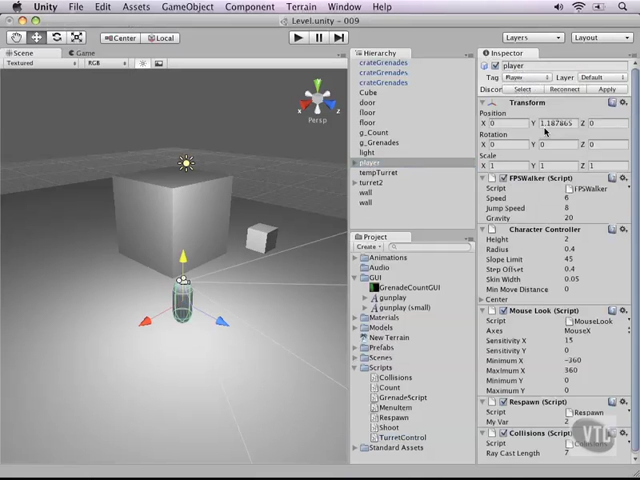 Unity File Edit Assets GameObject Component Terrain Window Help
Level.unity - 009
Center Local Layers Layout
Scene Game
Textured RGB
Persp
Hierarchy
crateGrenades
crateGrenades
crateGrenades
Cube
door
door
door
g_Count
g_Grenades
light
player
tempTurret
turret2
wall
wall
Project
Create
Animations
Audio
GUI
GrenadeCountGUI
gunplay
gunplay (small)
Materials
Models
New Terrain
Prefabs
Scenes
Scripts
Collisions
Count
GrenadeScript
MenuItem
Respawn
Shoot
TurretControl
Standard Assets
Inspector
player
Tag Player Layer Default
Discon Select Reconnect Apply
Transform
Position
X 0 Y 1.187865 Z 0
Rotation
X 0 Y 0 Z 0
Scale
X 1 Y 1 Z 1
FPSWalker (Script)
Script FPSWalker
Speed 6
Jump Speed 8
Gravity 20
Character Controller
Height 2
Radius 0.4
Slope Limit 45
Step Offset 0.4
Skin Width 0.05
Min Move Distance 0
Center
Mouse Look (Script)
Script MouseLook
Axes MouseX
Sensitivity X 15
Sensitivity Y 0
Minimum X -360
Maximum X 360
Minimum Y 0
Maximum Y 0
Respawn (Script)
Script Respawn
My Var 2
Collisions (Script)
Script
Ray Cast Length 7
VTC